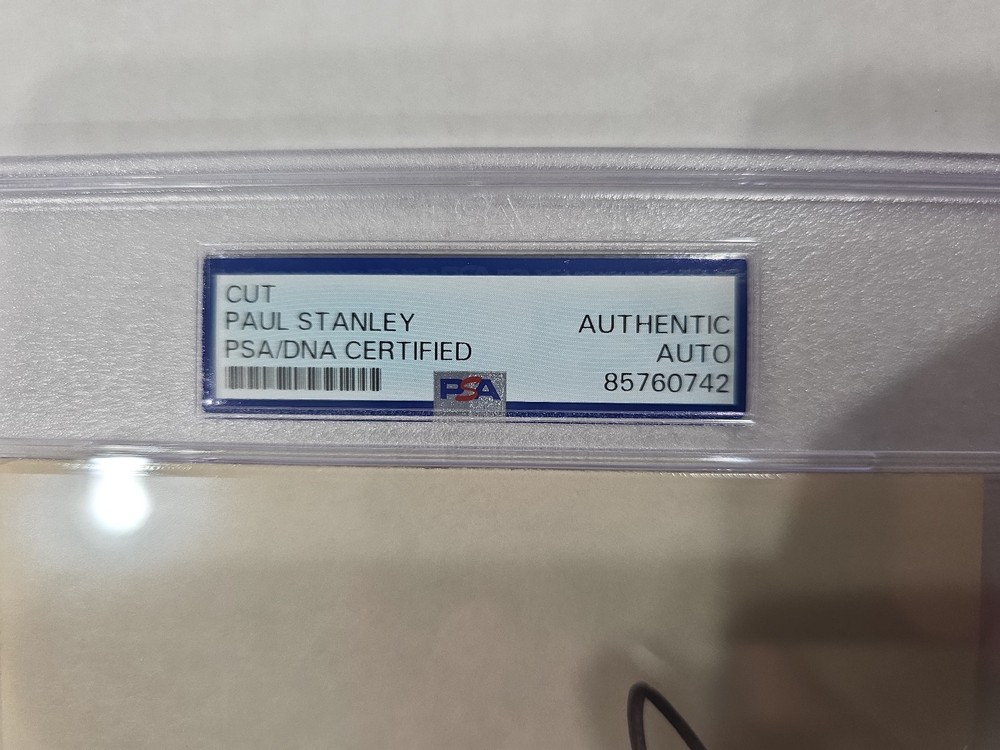 CUT
PAUL STANLEY
PSA/DNA CERTIFIED
AUTHENTIC
AUTO
85760742
PSA